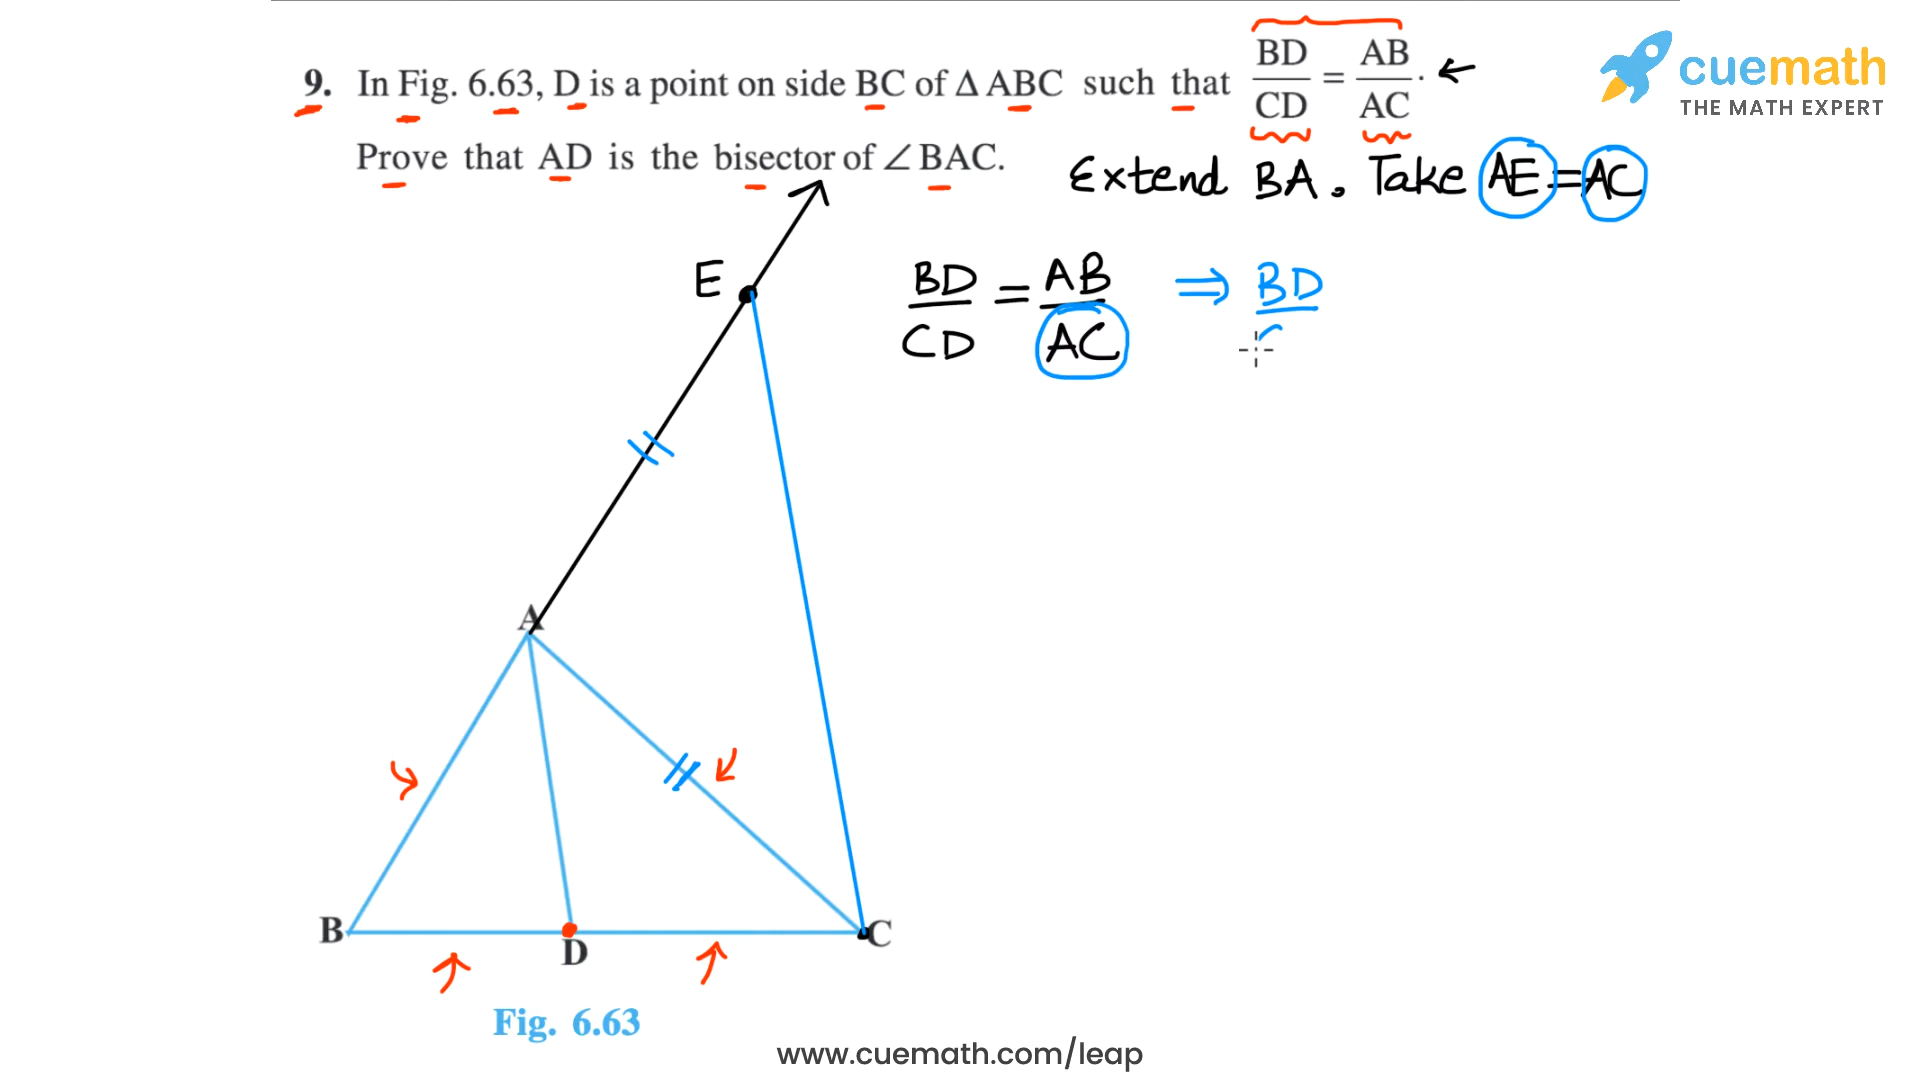 9. In Fig. 6.63, D is a point on side BC of Δ ABC such that BD/CD = AB/AC.
cuemath
THE MATH EXPERT
Prove that AD is the bisector of ∠ BAC.
Extend BA. Take AE = AC
E
BD/CD = AB/AC ⇒ BD/
A
B
D
C
Fig. 6.63
www.cuemath.com/leap